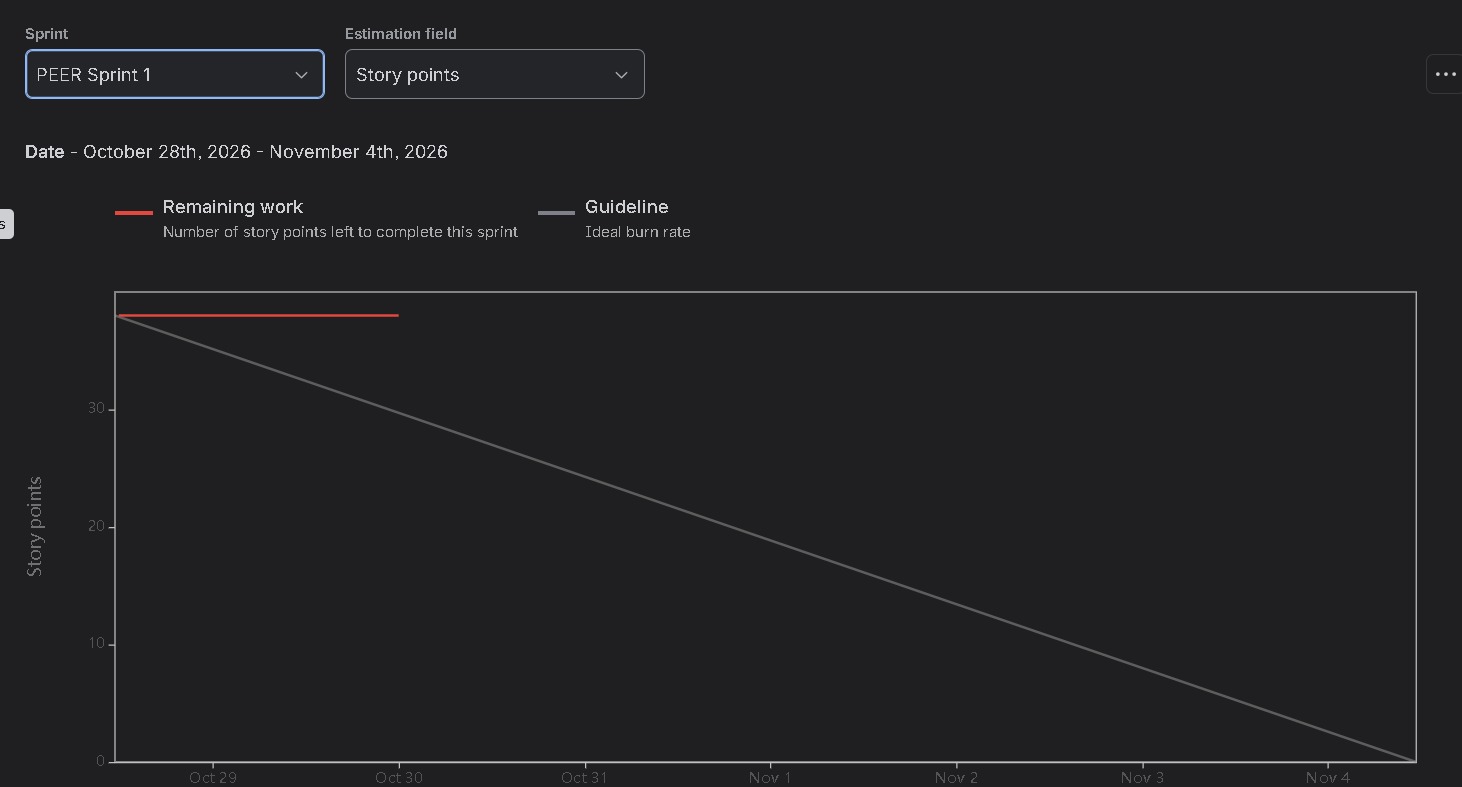 Sprint
Estimation field
PEER Sprint 1
Story points
Date - October 28th, 2026 - November 4th, 2026
s
Remaining work
Number of story points left to complete this sprint
Guideline
Ideal burn rate
Story points
30
20
10
0
Oct 29
Oct 30
Oct 31
Nov 1
Nov 2
Nov 3
Nov 4